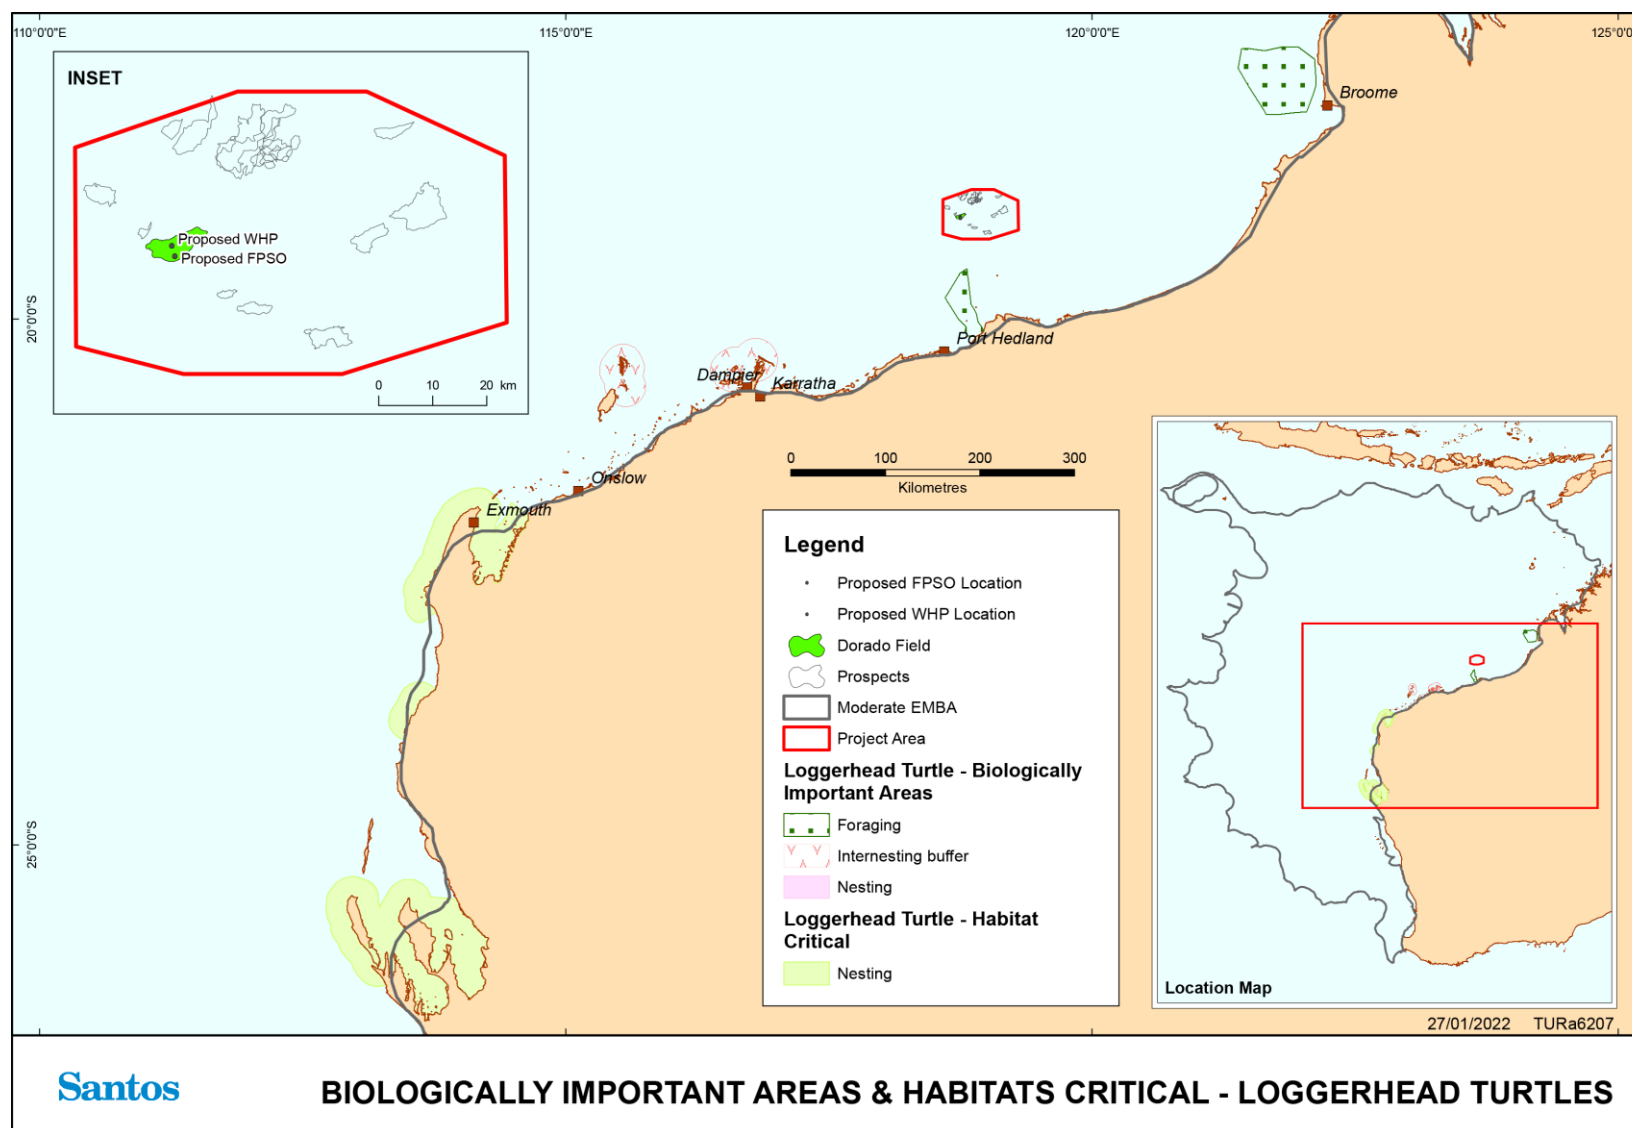 110°0'0"E
115°0'0"E
120°0'0"E
125°0'0"
INSET
Proposed WHP
Proposed FPSO
0 10 20 km
Broome
20°0'0"S
Port Hedland
Dampier
Karratha
Onslow
Exmouth
0 100 200 300
Kilometres
Legend
Proposed FPSO Location
Proposed WHP Location
Dorado Field
Prospects
Moderate EMBA
Project Area
Loggerhead Turtle - Biologically
Important Areas
Foraging
Internesting buffer
Nesting
Loggerhead Turtle - Habitat
Critical
Nesting
25°0'0"S
Location Map
27/01/2022 TURa6207
Santos
BIOLOGICALLY IMPORTANT AREAS & HABITATS CRITICAL - LOGGERHEAD TURTLES